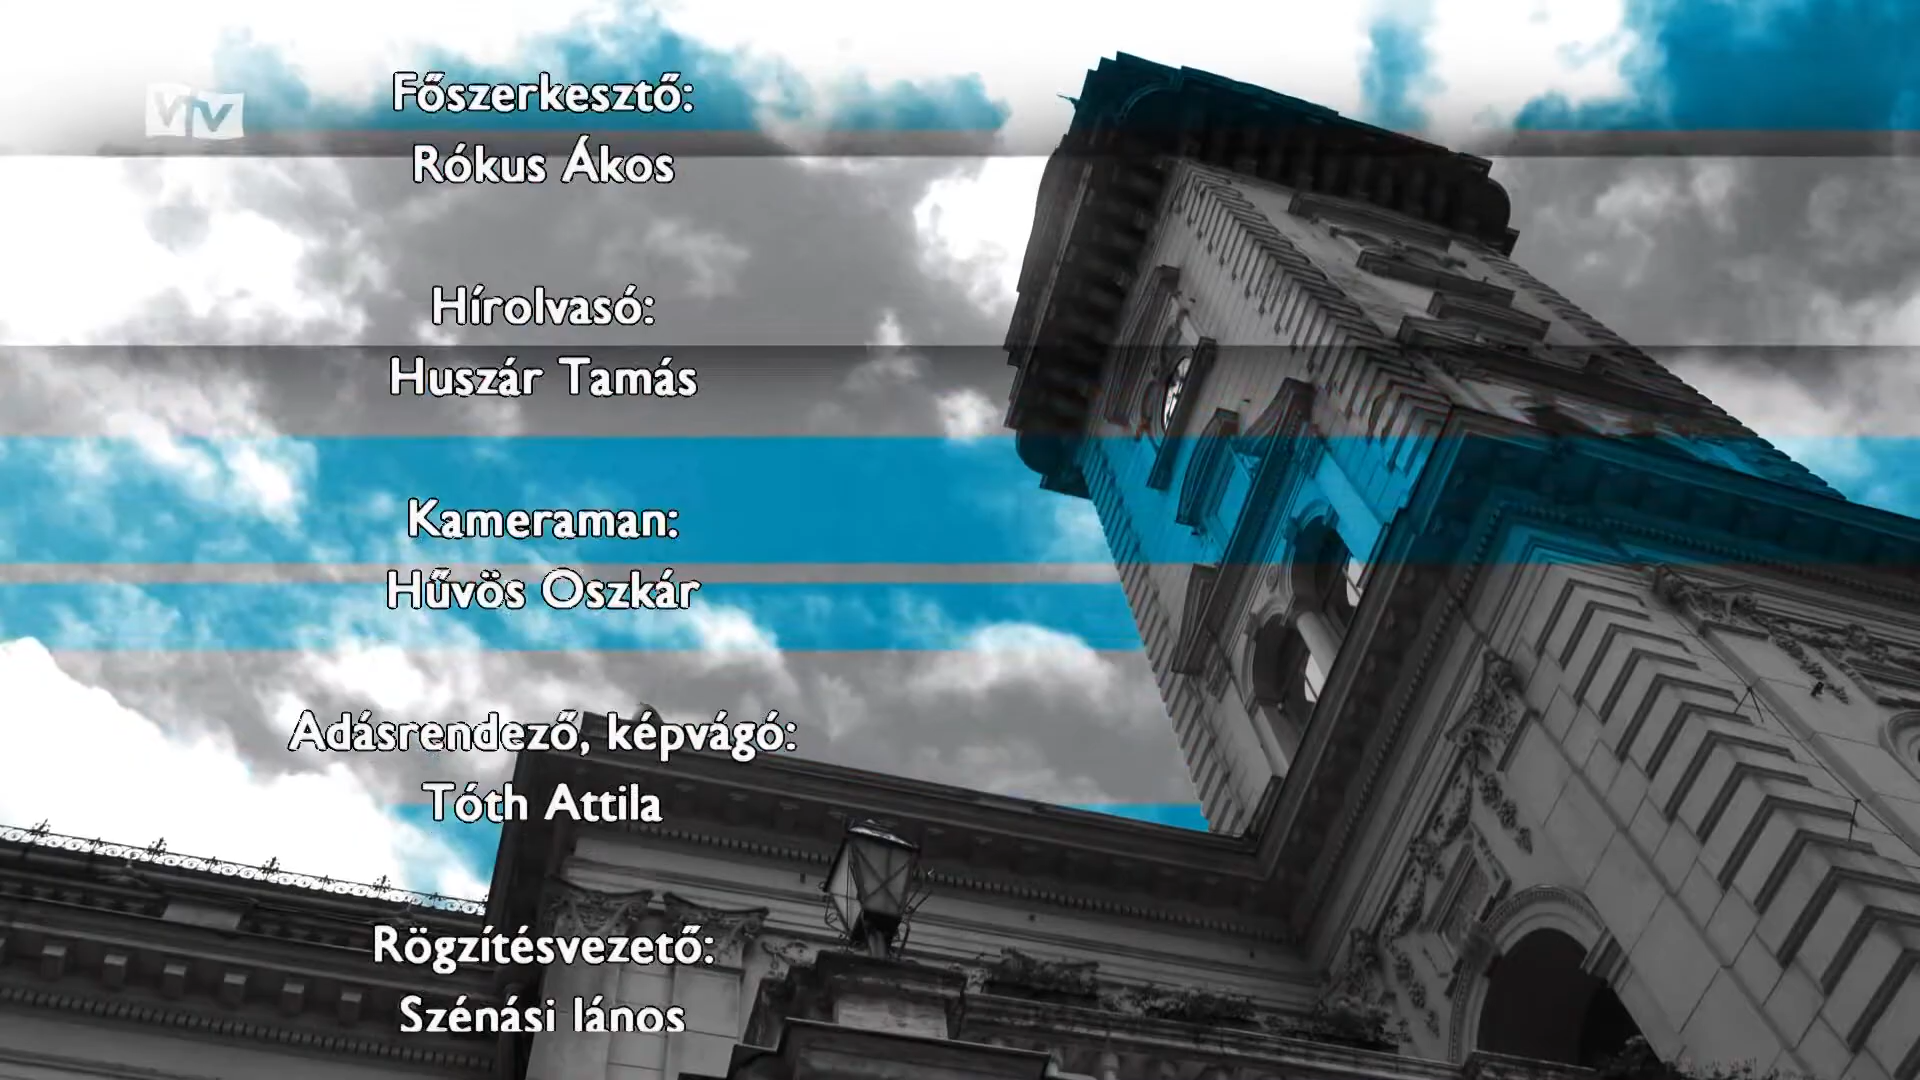 VTV
Főszerkesztő:
Rókus Ákos
Hírolvasó:
Huszár Tamás
Kameraman:
Hűvös Oszkár
Adásrendező, képvágó:
Tóth Attila
Rögzítésvezető:
Szénási János